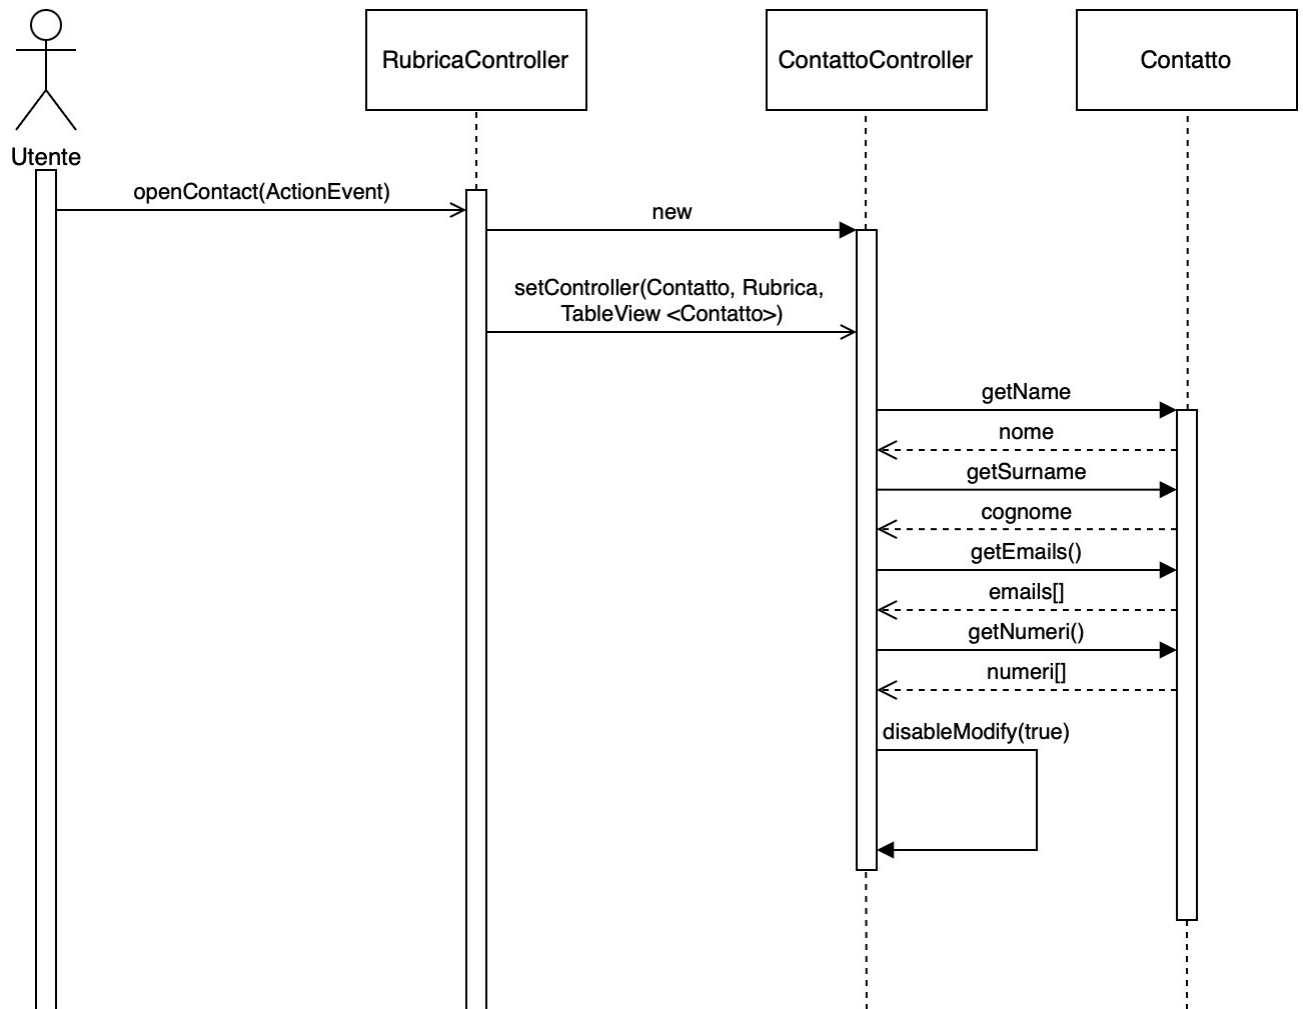 RubricaController
ContattoController
Contatto
Utente
openContact(ActionEvent)
new
setController(Contatto, Rubrica,
TableView <Contatto>)
getName
nome
getSurname
cognome
getEmails()
emails[]
getNumeri()
numeri[]
disableModify(true)